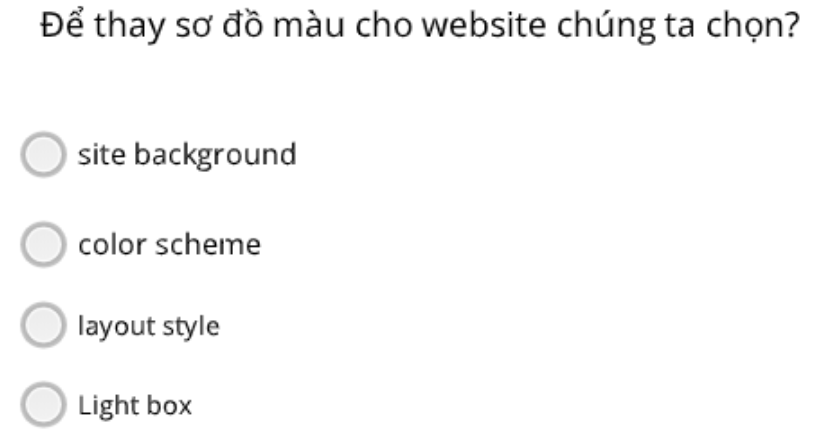 Để thay sơ đồ màu cho website chúng ta chọn?
site background
color scheme
layout style
Light box